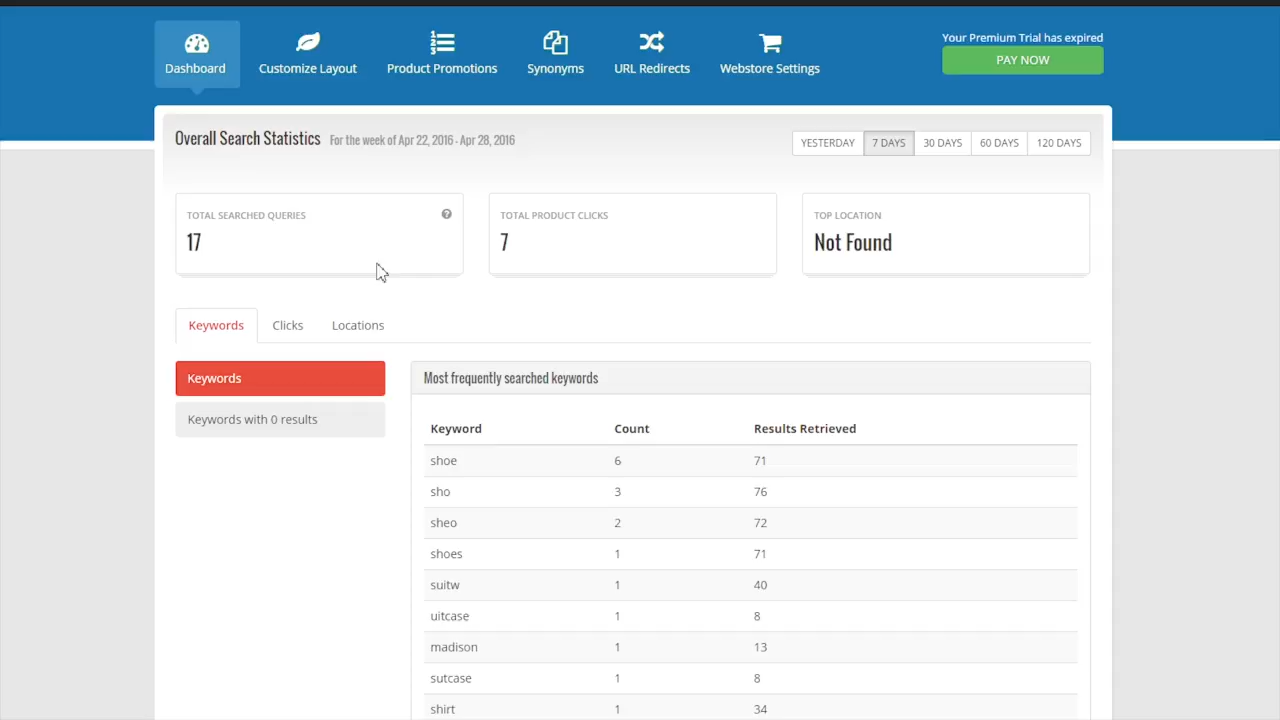 Your Premium Trial has expired
Dashboard Customize Layout Product Promotions Synonyms URL Redirects Webstore Settings PAY NOW
Overall Search Statistics For the week of Apr 22, 2016 - Apr 28, 2016 YESTERDAY 7 DAYS 30 DAYS 60 DAYS 120 DAYS
TOTAL SEARCHED QUERIES TOTAL PRODUCT CLICKS TOP LOCATION
17 7 Not Found
Keywords Clicks Locations
Keywords
Keywords with 0 results
Most frequently searched keywords
Keyword Count Results Retrieved
shoe 6 71
sho 3 76
sheo 2 72
shoes 1 71
suitw 1 40
uitcase 1 8
madison 1 13
sutcase 1 8
shirt 1 34